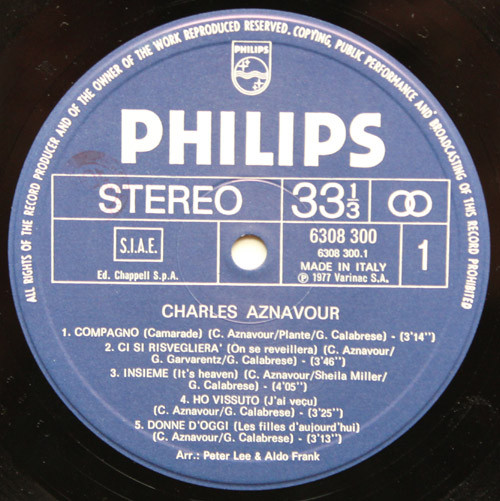 ALL RIGHTS OF THE RECORD PRODUCER AND OF THE OWNER OF THE WORK REPRODUCED RESERVED. COPYING, PUBLIC PERFORMANCE AND BROADCASTING OF THIS RECORD PROHIBITED
PHILIPS
PHILIPS
STEREO
33 1/3
S.I.A.E.
Ed. Chappell S.p.A.
6308 300
6308 300.1
MADE IN ITALY
℗ 1977 Varinac S.A.
1
CHARLES AZNAVOUR
1. COMPAGNO (Camarade) (C. Aznavour/Plante/G. Calabrese) - (3'14'')
2. CI SI RISVEGLIERA' (On se reveillera) (C. Aznavour/
G. Garvarentz/G. Calabrese) - (3'46'')
3. INSIEME (It's heaven) (C. Aznavour/Sheila Miller/
G. Calabrese) - (4'05'')
4. HO VISSUTO (J'ai veçu)
(C. Aznavour/G. Calabrese) - (3'25'')
5. DONNE D'OGGI (Les filles d'aujourd'hui)
(C. Aznavour/G. Calabrese) - (3'13'')
Arr.: Peter Lee & Aldo Frank